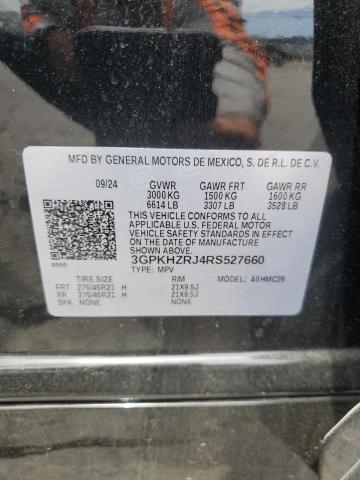 MFD BY GENERAL MOTORS DE MEXICO, S. DE R.L. DE C.V.
09/24 GVWR GAWR FRT GAWR RR
3000 KG 1500 KG 1600 KG
6614 LB 3307 LB 3528 LB
THIS VEHICLE CONFORMS TO ALL
APPLICABLE U.S. FEDERAL MOTOR
VEHICLE SAFETY STANDARDS IN EFFECT ON
THE DATE OF MANUFACTURE
SHOWN ABOVE.
3GPKHZRJ4RS527660
TYPE: MPV MODEL: 40HMC26
TIRE SIZE RIM
FRT 275/45R21 H 21X9.5J
RR 275/45R21 H 21X9.5J
SPA NONE NONE